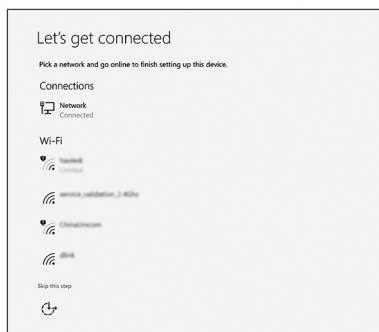 Let's get connected
Pick a network and go online to finish setting up this device.
Connections
Network
Connected
Wi-Fi
Limited
service_validation_2.4Ghz
ChinaUnicom
dlink
Skip this step